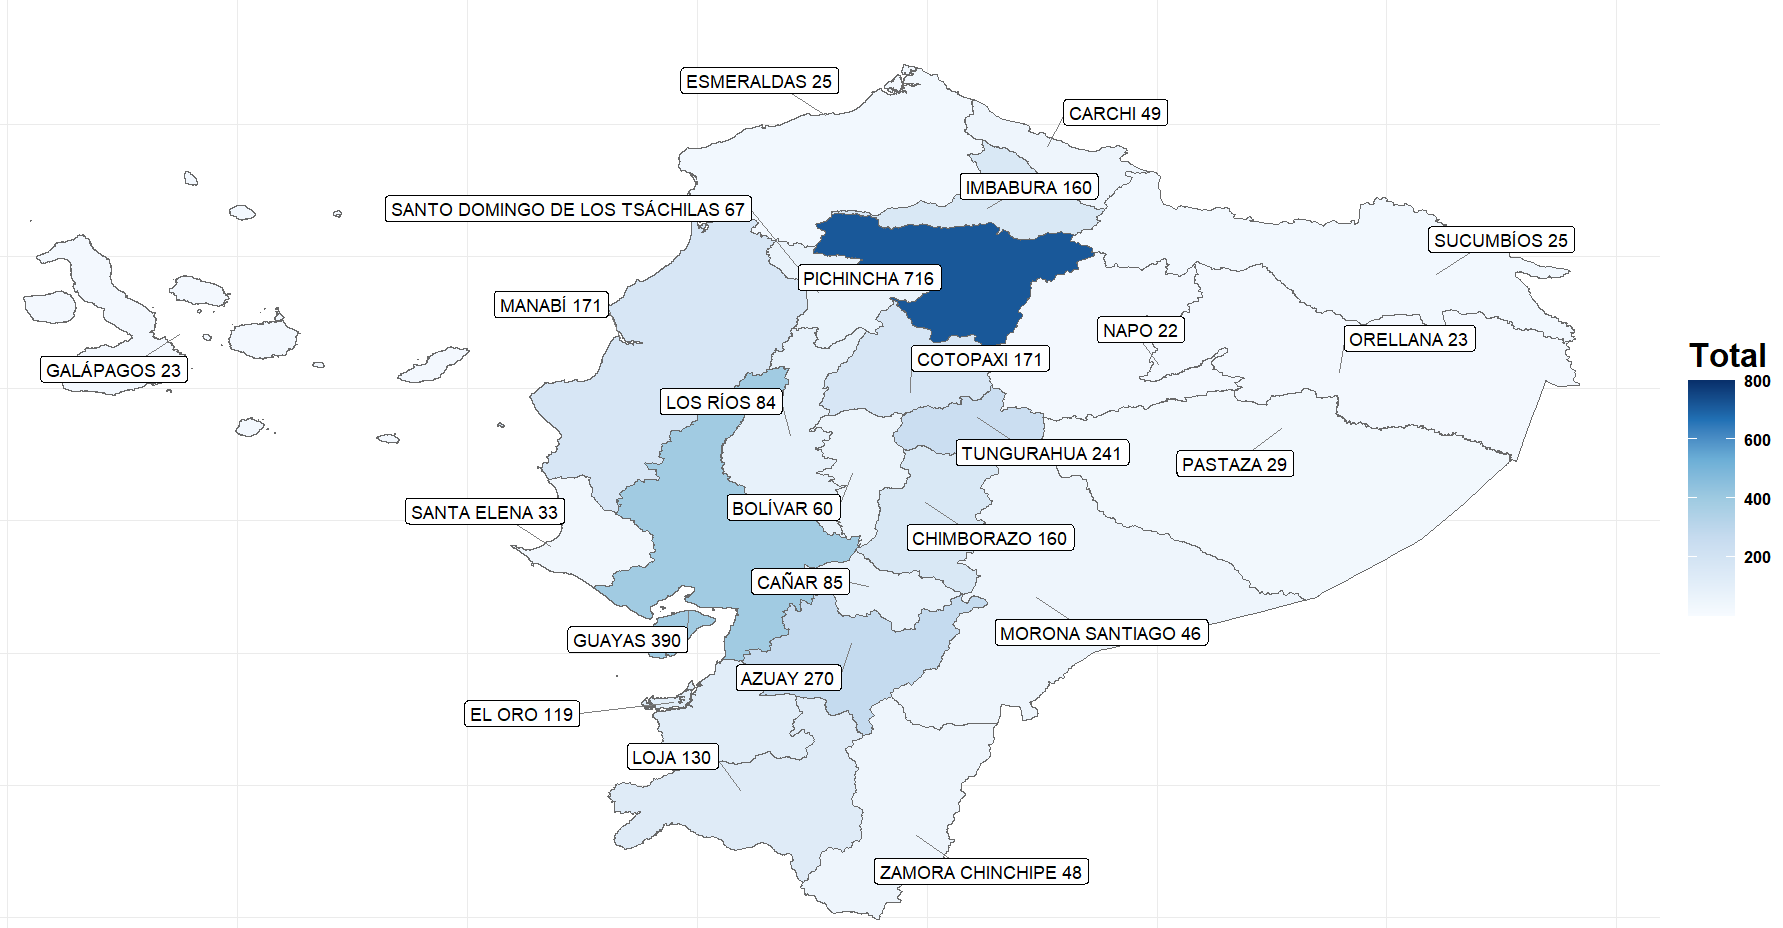 ESMERALDAS 25
CARCHI 49
IMBABURA 160
SANTO DOMINGO DE LOS TSÁCHILAS 67
SUCUMBÍOS 25
PICHINCHA 716
MANABÍ 171
NAPO 22
ORELLANA 23
COTOPAXI 171
GALÁPAGOS 23
LOS RÍOS 84
TUNGURAHUA 241
PASTAZA 29
BOLÍVAR 60
SANTA ELENA 33
CHIMBORAZO 160
CAÑAR 85
MORONA SANTIAGO 46
GUAYAS 390
AZUAY 270
EL ORO 119
LOJA 130
ZAMORA CHINCHIPE 48
Total
800
600
400
200